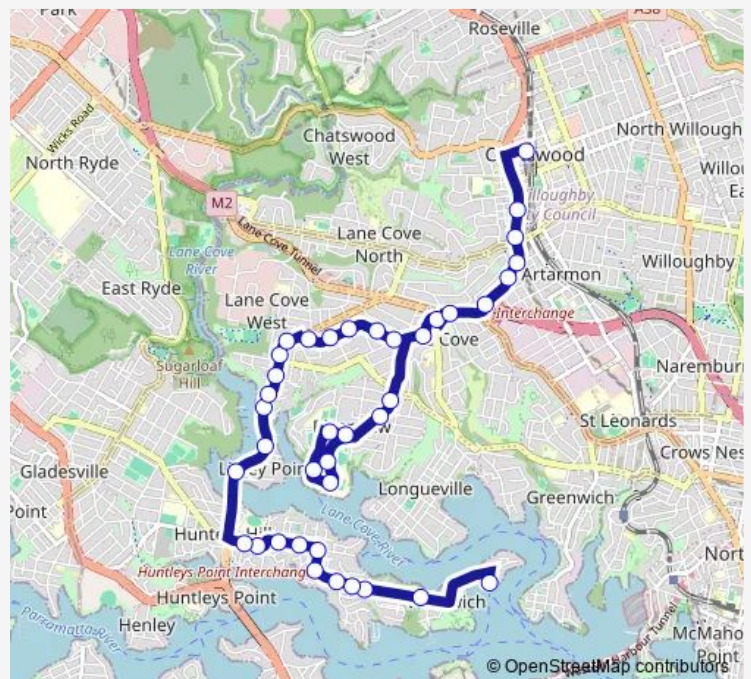 Park
A38
Roseville
Wicks Road
Chatswood
West
North Willough
North Ryde
M2
Lane Cove Tunnel
Lane Cove
North
Lane Cove
River
East Ryde
Artarmon
Willoughby
Lane Cove
West
Interchange
Cove
Sugarloaf
Hill
Naremburn
St Leonards
Crows Nes
Gladesville
Longueville
Greenwich
Point
Lane Cove River
Huntleys Point Interchang
Huntleys Point
Henley
Parramatta River
McMaho
Point
© OpenStreetMap contributors